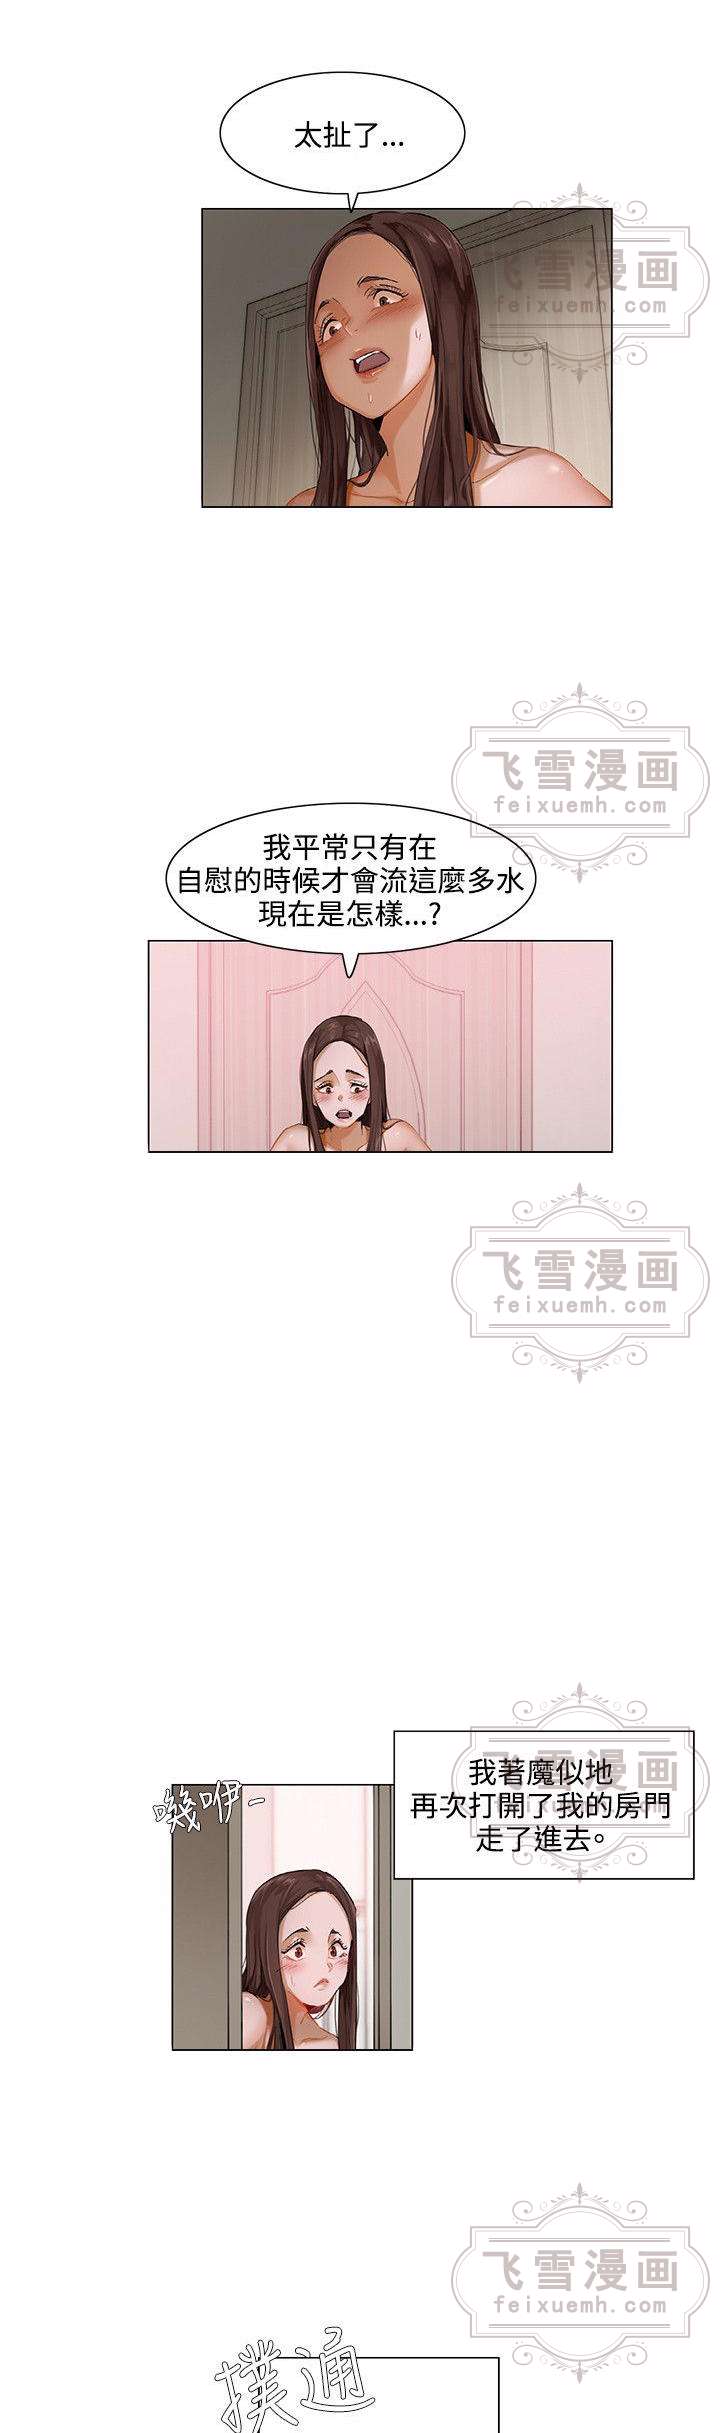 太扯了...
飞雪漫画
feixuemh.com
飞雪漫画
feixuemh.com
我平常只有在
自慰的時候才會流這麼多水
現在是怎樣...?
飞雪漫画
feixuemh.com
飞雪漫画
feixuemh.com
我著魔似地
再次打開了我的房門
走了進去。
嘰咿-
飞雪漫画
feixuemh.com
撲通